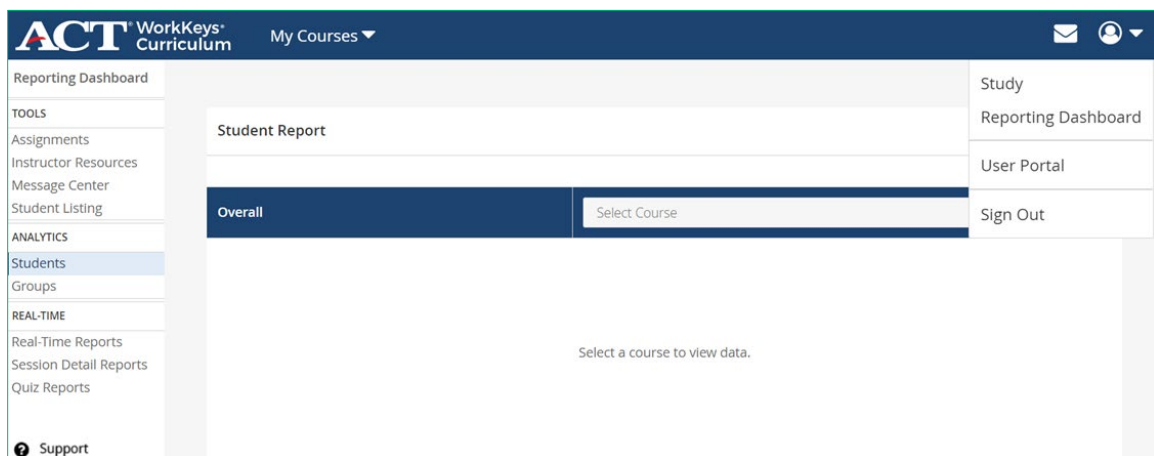 ACT® WorkKeys®
Curriculum
My Courses
Reporting Dashboard
TOOLS
Assignments
Instructor Resources
Message Center
Student Listing
ANALYTICS
Students
Groups
REAL-TIME
Real-Time Reports
Session Detail Reports
Quiz Reports
Support
Student Report
Overall
Select Course
Select a course to view data.
Study
Reporting Dashboard
User Portal
Sign Out